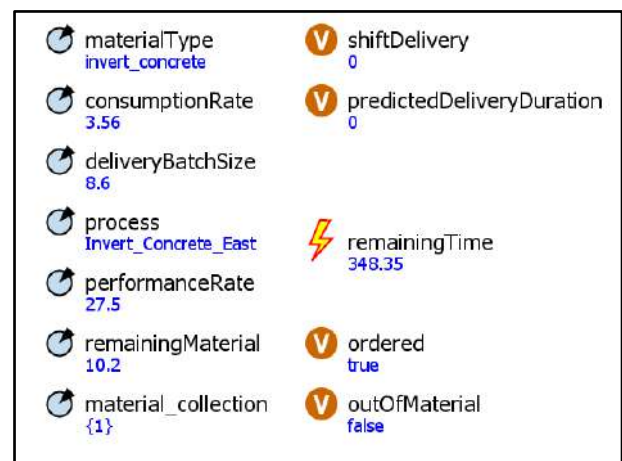 materialType
invert_concrete
consumptionRate
3.56
deliveryBatchSize
8.6
process
Invert_Concrete_East
performanceRate
27.5
remainingMaterial
10.2
material_collection
{1}
V shiftDelivery
0
V predictedDeliveryDuration
0
remainingTime
348.35
V ordered
true
V outOfMaterial
false